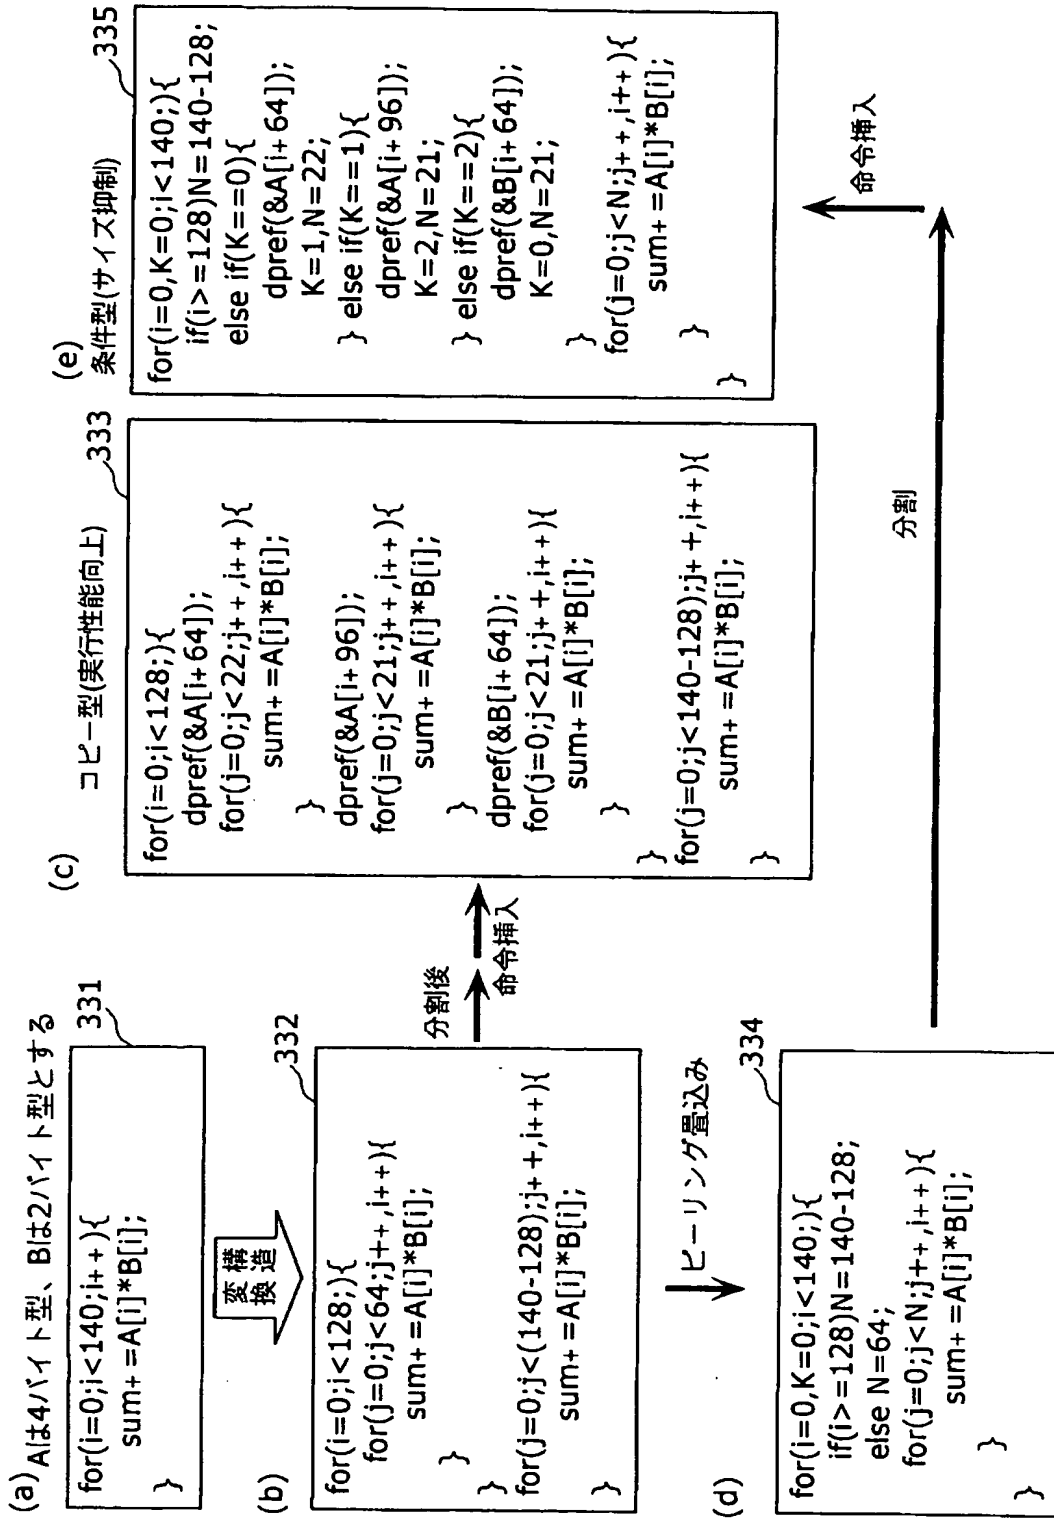 (a)
Aは4バイト型、Bは2バイト型とする
331
for(i=0;i<140;i++){
sum+=A[i]*B[i];
}
構造
変換
(b)
332
for(i=0;i<128;){
for(j=0;j<64;j++,i++){
sum+=A[i]*B[i];
}
}
for(j=0;j<(140-128);j++,i++){
sum+=A[i]*B[i];
}
分割後
命令挿入
(c)
コピー型(実行性能向上)
333
for(i=0;i<128;){
dpref(&A[i+64]);
for(j=0;j<22;j++,i++){
sum+=A[i]*B[i];
}
dpref(&A[i+96]);
for(j=0;j<21;j++,i++){
sum+=A[i]*B[i];
}
dpref(&B[i+64]);
for(j=0;j<21;j++,i++){
sum+=A[i]*B[i];
}
}
for(j=0;j<140-128);j++,i++){
sum+=A[i]*B[i];
}
ピーリング畳込み
(d)
334
for(i=0,K=0;i<140;){
if(i>=128)N=140-128;
else N=64;
for(j=0;j<N;j++,i++){
sum+=A[i]*B[i];
}
}
分割
命令挿入
(e)
条件型(サイズ抑制)
335
for(i=0,K=0;i<140;){
if(i>=128)N=140-128;
else if(K==0){
dpref(&A[i+64]);
K=1,N=22;
} else if(K==1){
dpref(&A[i+96]);
K=2,N=21;
} else if(K==2){
dpref(&B[i+64]);
K=0,N=21;
}
for(j=0;j<N;j++,i++){
sum+=A[i]*B[i];
}
}